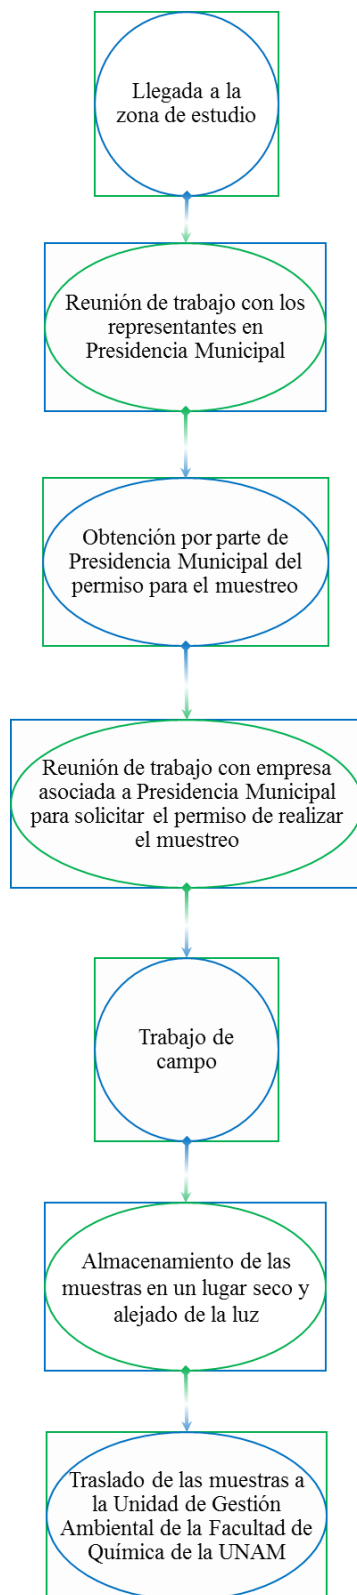 Llegada a la
zona de estudio
Reunión de trabajo con los
representantes en
Presidencia Municipal
Obtención por parte de
Presidencia Municipal del
permiso para el muestreo
Reunión de trabajo con empresa
asociada a Presidencia Municipal
para solicitar el permiso de realizar
el muestreo
Trabajo de
campo
Almacenamiento de las
muestras en un lugar seco y
alejado de la luz
Traslado de las muestras a
la Unidad de Gestión
Ambiental de la Facultad de
Química de la UNAM